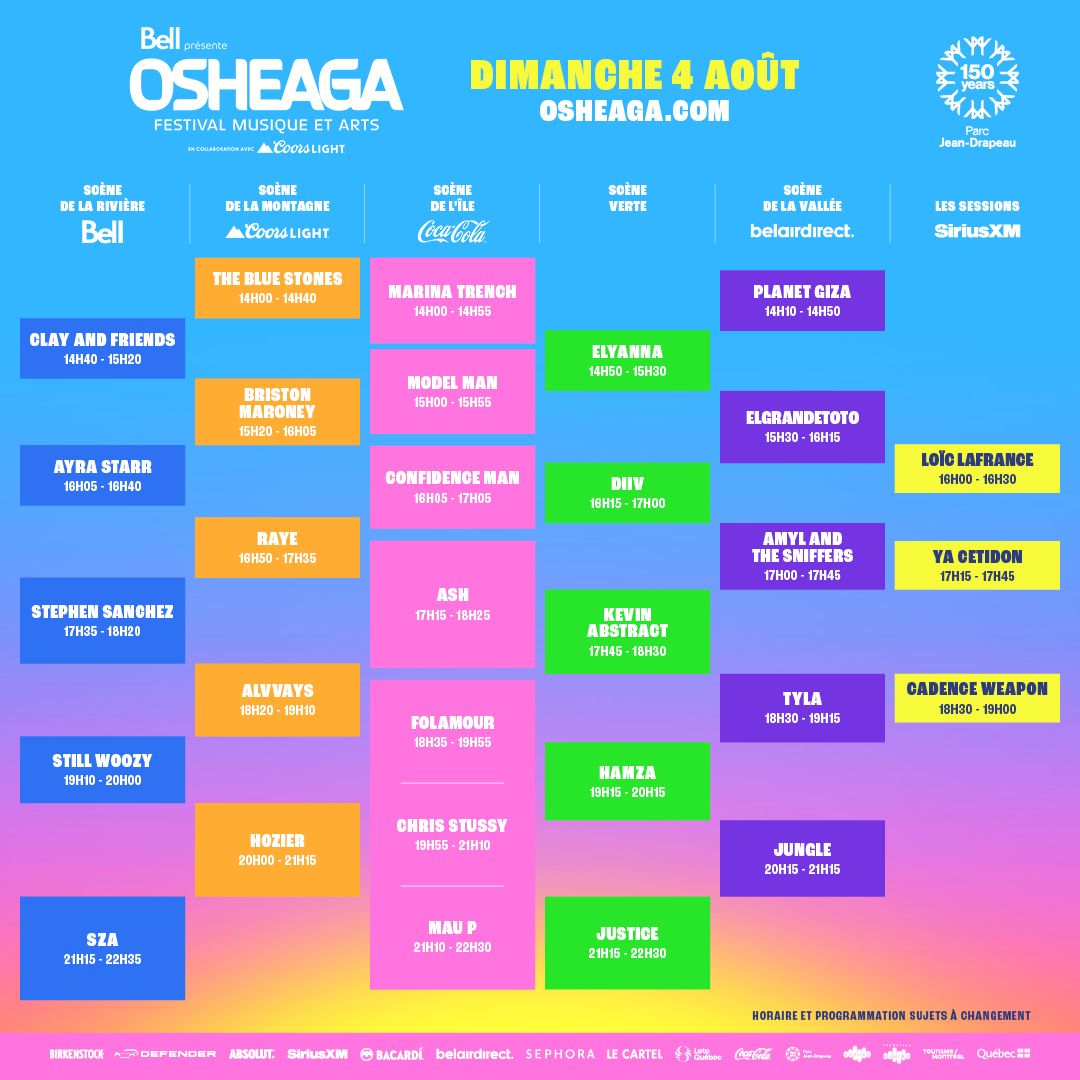 Bell présente
OSHEAGA
FESTIVAL MUSIQUE ET ARTS
EN COLLABORATION AVEC Coors LIGHT
DIMANCHE 4 AOÛT
OSHEAGA.COM
150
years
Parc
Jean-Drapeau
SCÈNE
DE LA RIVIÈRE
Bell
SCÈNE
DE LA MONTAGNE
Coors LIGHT
SCÈNE
DE L'ÎLE
Coca-Cola
SCÈNE
VERTE
SCÈNE
DE LA VALLÉE
belairdirect.
LES SESSIONS
SiriusXM
CLAY AND FRIENDS
14H40 - 15H20
AYRA STARR
16H05 - 16H40
STEPHEN SANCHEZ
17H35 - 18H20
STILL WOOZY
19H10 - 20H00
SZA
21H15 - 22H35
THE BLUE STONES
14H00 - 14H40
BRISTON
MARONEY
15H20 - 16H05
RAYE
16H50 - 17H35
ALVVAYS
18H20 - 19H10
HOZIER
20H00 - 21H15
MARINA TRENCH
14H00 - 14H55
MODEL MAN
15H00 - 15H55
CONFIDENCE MAN
16H05 - 17H05
ASH
17H15 - 18H25
FOLAMOUR
18H35 - 19H55
CHRIS STUSSY
19H55 - 21H10
MAU P
21H10 - 22H30
ELYANNA
14H50 - 15H30
DIIV
16H15 - 17H00
KEVIN
ABSTRACT
17H45 - 18H30
HAMZA
19H15 - 20H15
JUSTICE
21H15 - 22H30
PLANET GIZA
14H10 - 14H50
ELGRANDETOTO
15H30 - 16H15
AMYL AND
THE SNIFFERS
17H00 - 17H45
TYLA
18H30 - 19H15
JUNGLE
20H15 - 21H15
LOÏC LAFRANCE
16H00 - 16H30
YA CETIDON
17H15 - 17H45
CADENCE WEAPON
18H30 - 19H00
HORAIRE ET PROGRAMMATION SUJETS À CHANGEMENT
BIRKENSTOCK DEFENDER ABSOLUT. SiriusXM BACARDÍ belairdirect. SEPHORA LE CARTEL Loto Québec Coca-Cola Parc Jean-Drapeau TOURISME/ MONTRÉAL Québec